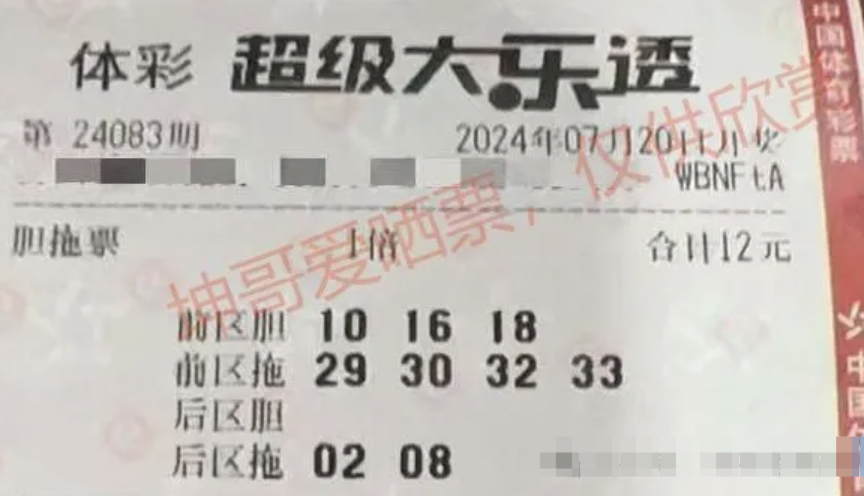 体彩 超级大乐透
第 24083期 2024年07月20日开奖
WBNFtA
胆拖票 1倍 合计12元
前区胆 10 16 18
前区拖 29 30 32 33
后区胆
后区拖 02 08
坤哥爱晒票，仅供欣赏
中国体育彩票
公
中国体